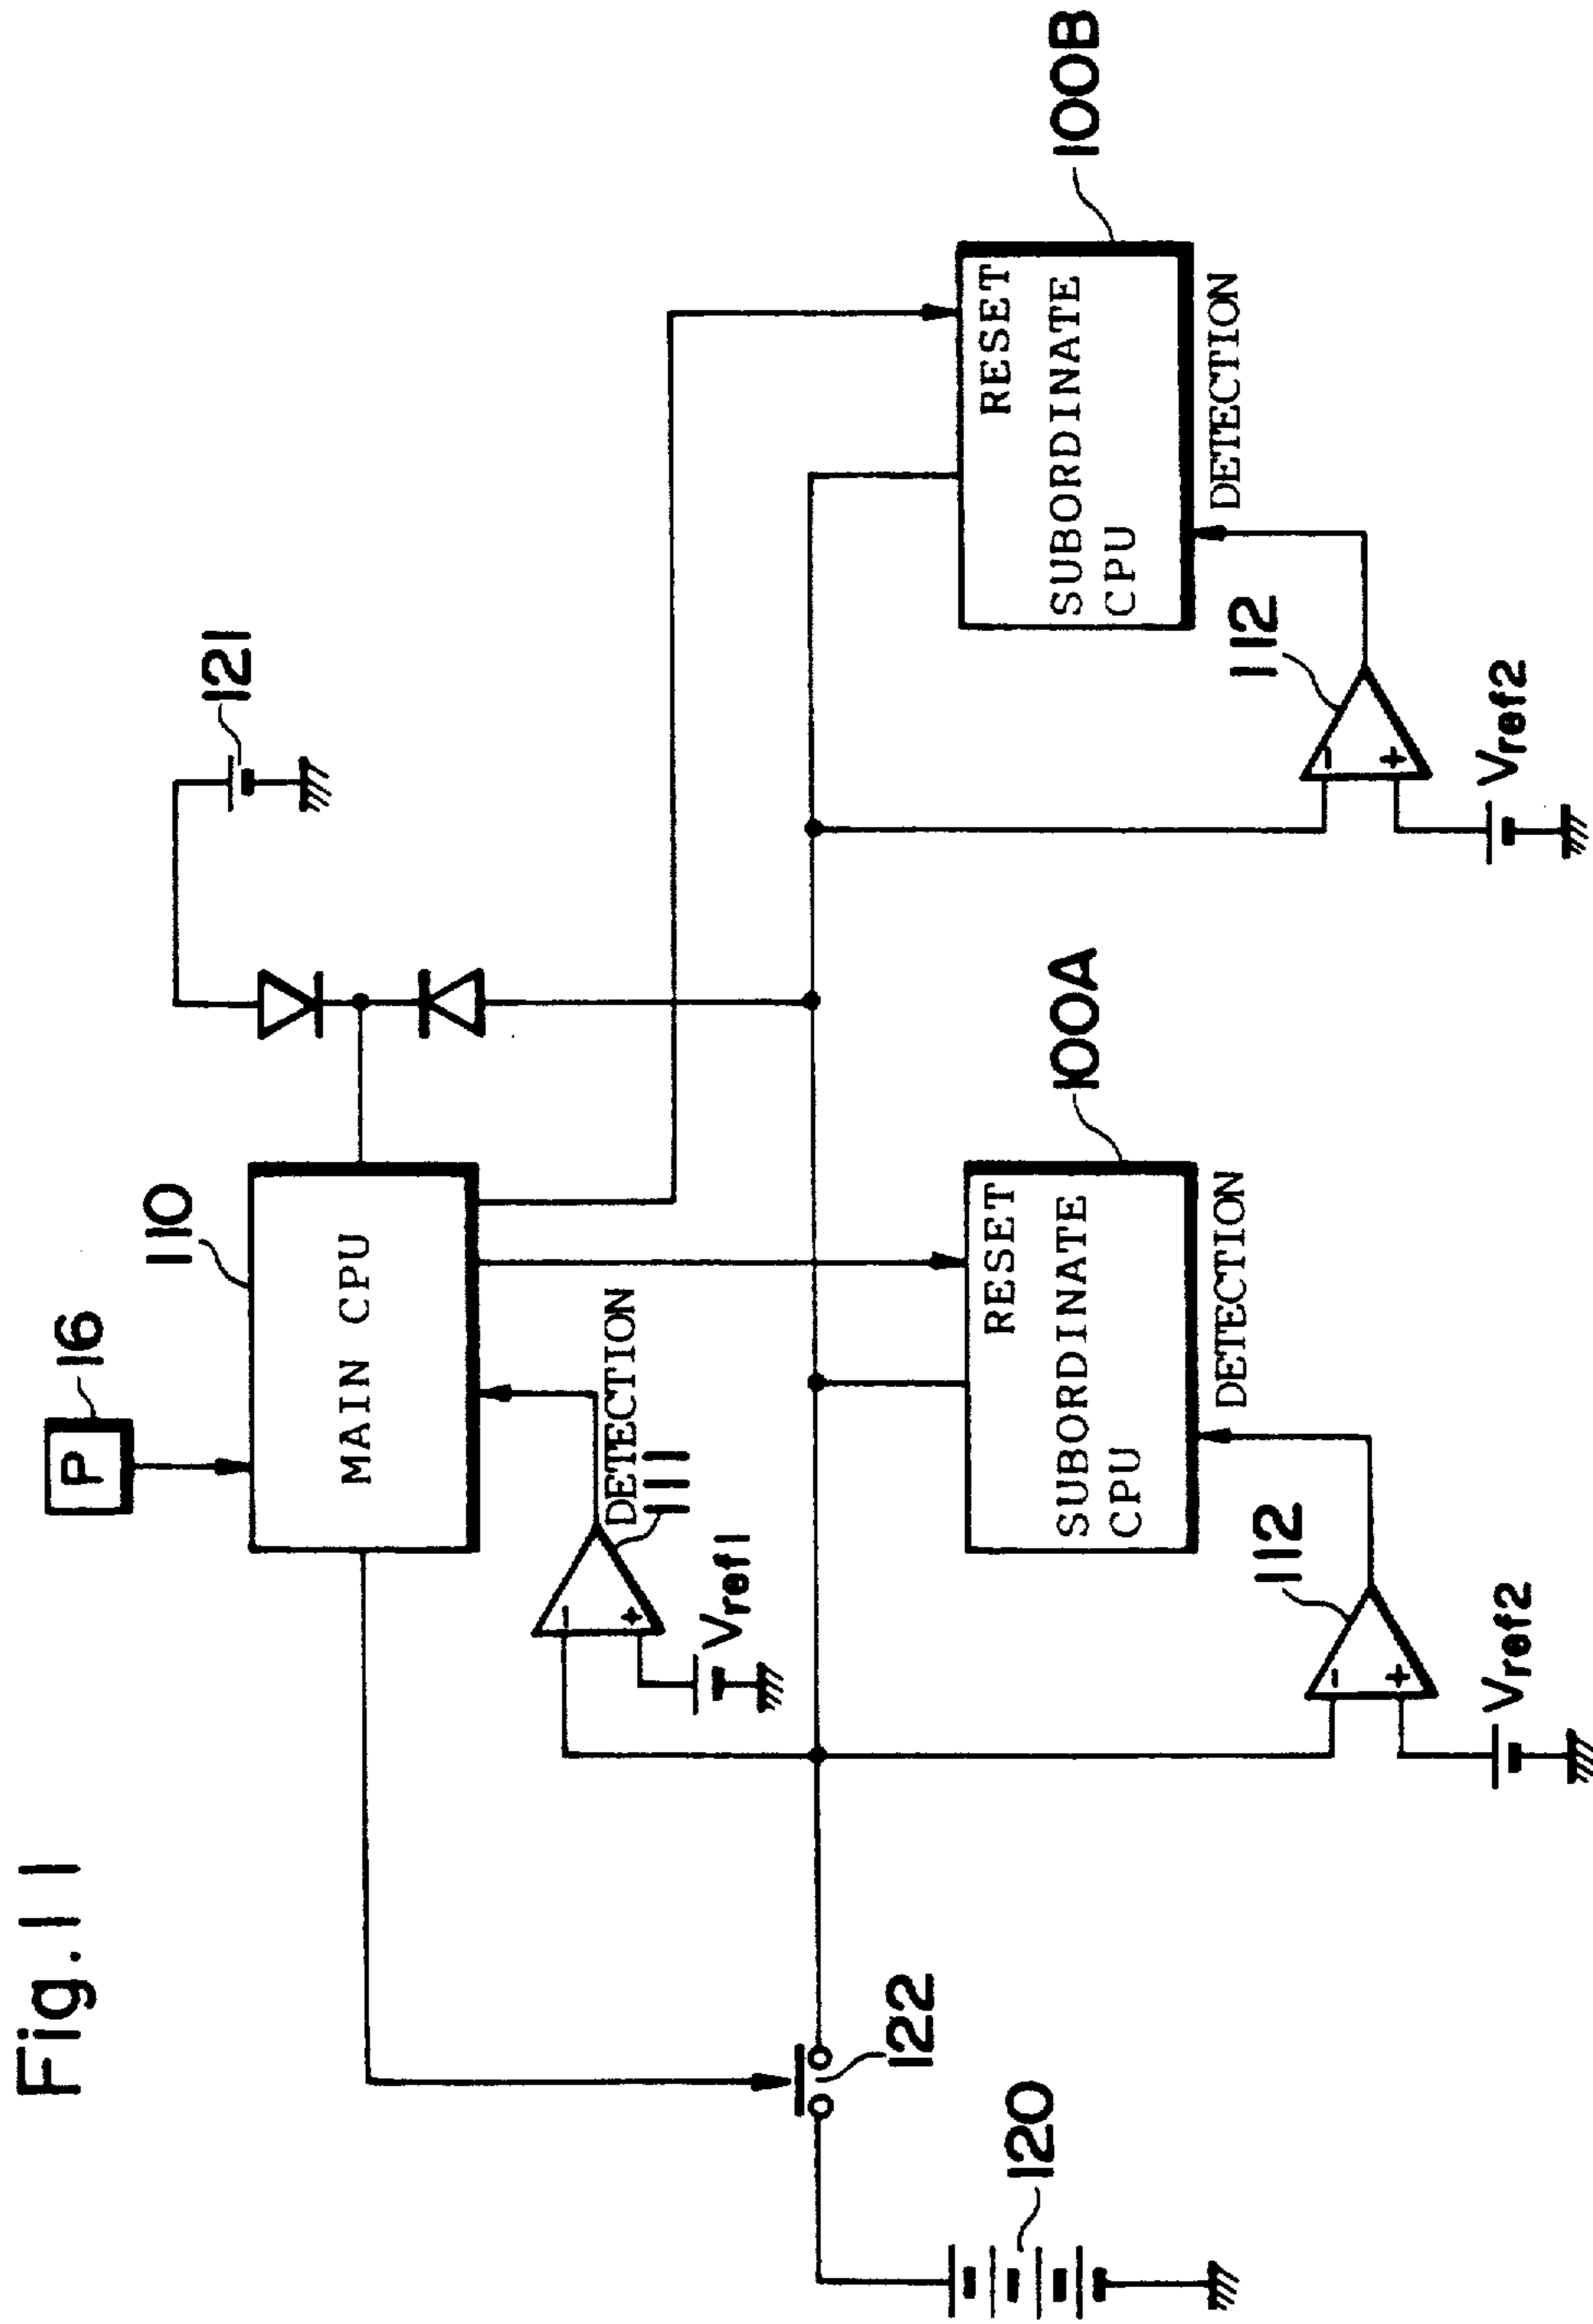 Fig. 11
P
16
110
MAIN CPU
121
DETECTION
111
Vref1
122
120
RESET
SUBORDINATE
CPU
100A
DETECTION
112
-
+
Vref2
RESET
SUBORDINATE
CPU
100B
DETECTION
112
-
+
Vref2
-
+